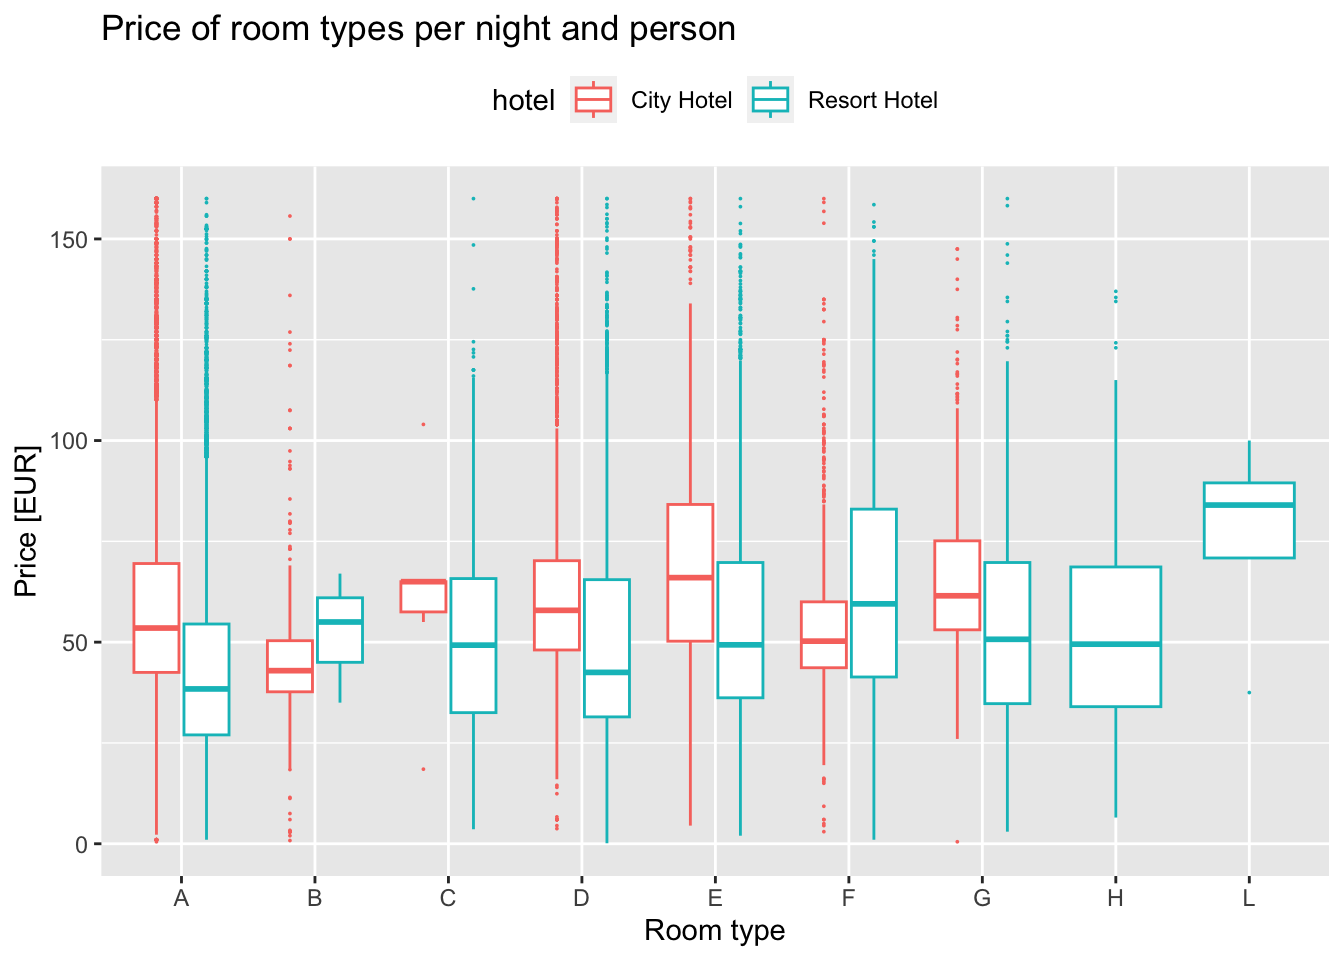 Price of room types per night and person
hotel City Hotel Resort Hotel
150
100
50
0
Price [EUR]
A B C D E F G H L
Room type